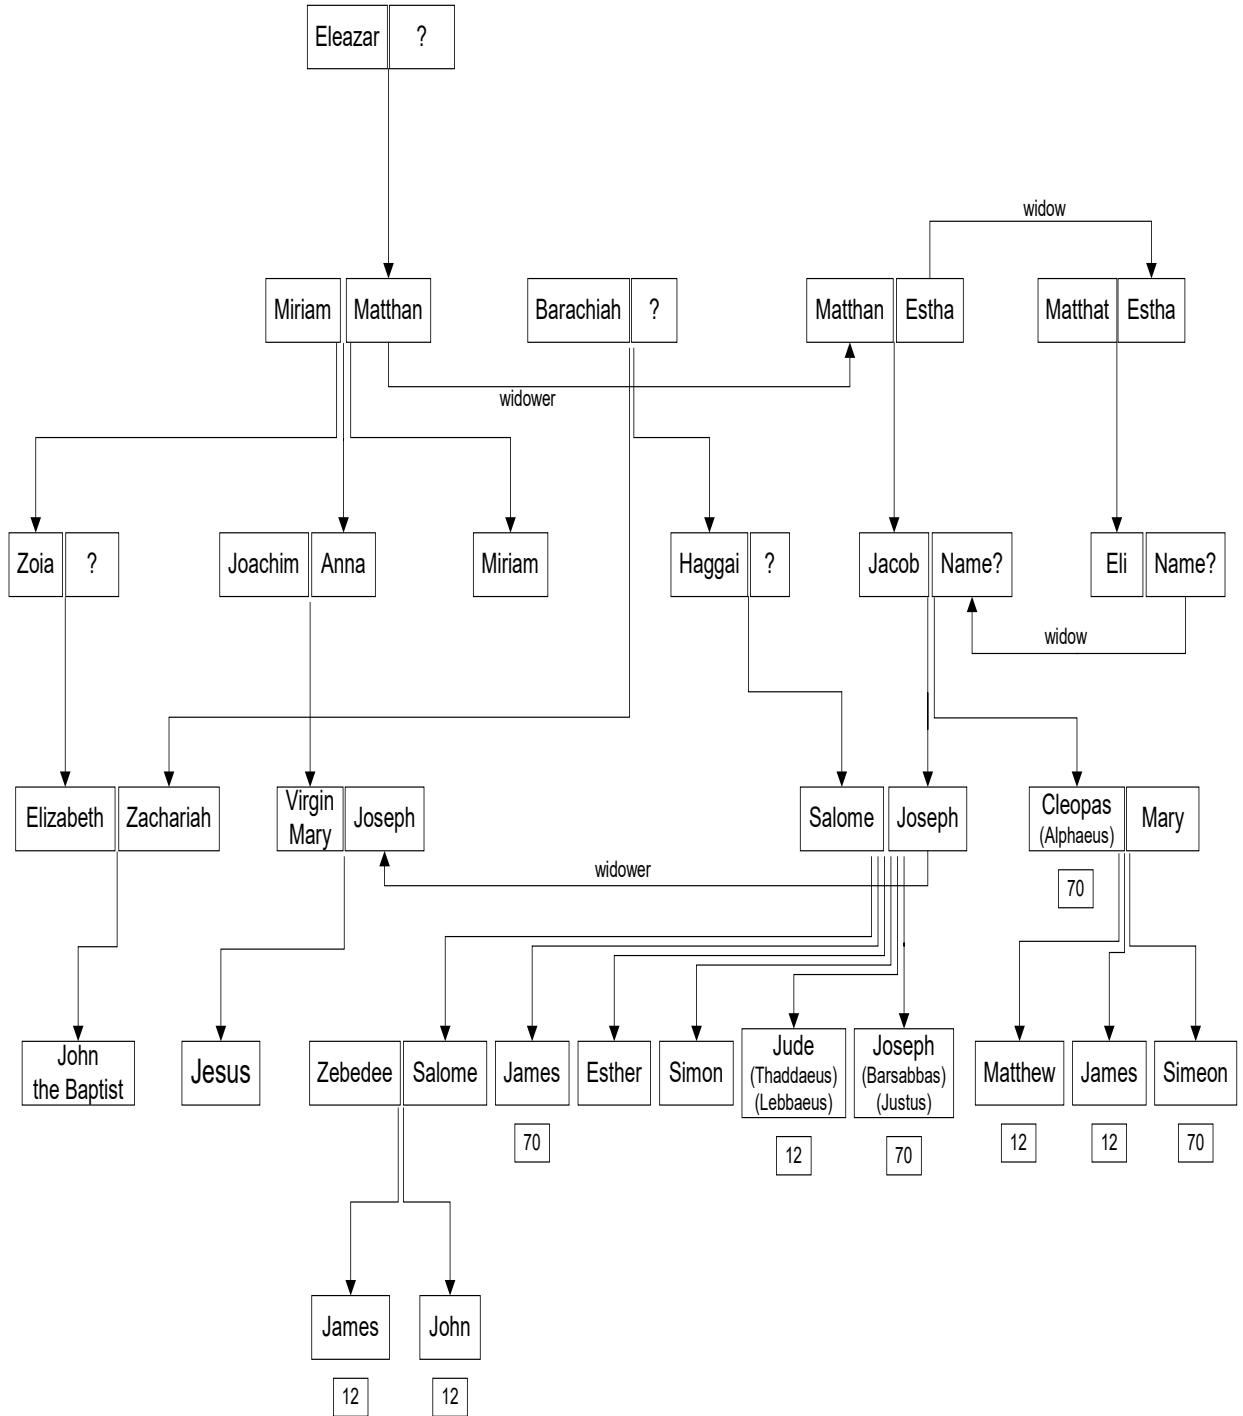 Eleazar
?
widow
Miriam
Matthan
Barachiah
?
Matthan
Estha
Matthat
Estha
widower
Zoia
?
Joachim
Anna
Miriam
Haggai
?
Jacob
Name?
Eli
Name?
widow
Elizabeth
Zachariah
Virgin
Mary
Joseph
Salome
Joseph
Cleopas
(Alphaeus)
Mary
widower
70
John
the Baptist
Jesus
Zebedee
Salome
James
Esther
Simon
Jude
(Thaddaeus)
(Lebbaeus)
Joseph
(Barsabbas)
(Justus)
Matthew
James
Simeon
70
12
70
12
12
70
James
John
12
12